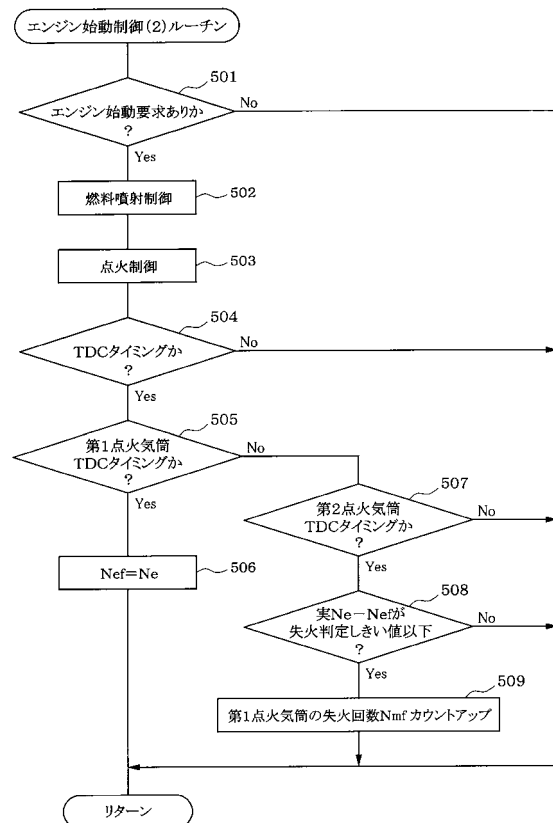 エンジン始動制御(2)ルーチン
501
エンジン始動要求ありか
?
No
Yes
燃料噴射制御
502
点火制御
503
504
TDCタイミングか
?
No
Yes
505
第1点火気筒
TDCタイミングか
?
No
Yes
507
第2点火気筒
TDCタイミングか
?
No
Yes
Nef=Ne
506
508
実Ne−Nefが
失火判定しきい値以下
?
No
Yes
509
第1点火気筒の失火回数Nmfカウントアップ
リターン